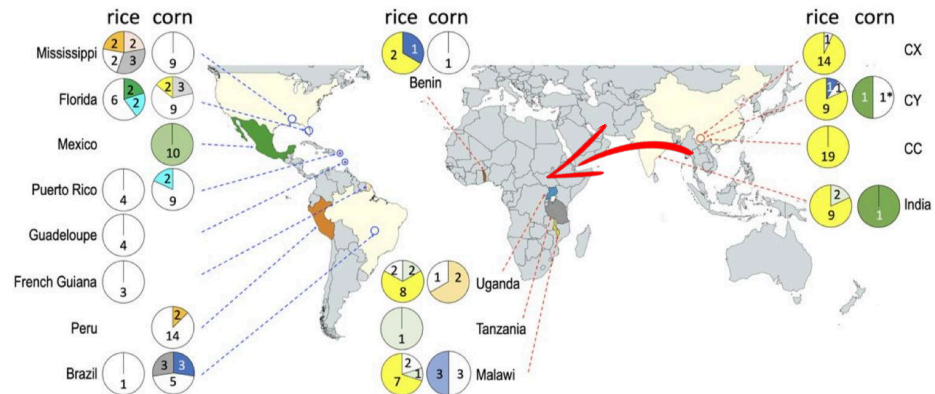 rice corn
rice corn
rice corn
Mississippi 2 2 2 3 9
2 1 1
Benin
1 14 CX
Florida 6 2 2 2 3 9
9 1 1 1 1* CY
Mexico 10
19 CC
Puerto Rico 4 2 9
9 2 1 India
Guadeloupe 4
French Guiana 3
2 2 8 1 2 Uganda
Peru 2 14
1 Tanzania
Brazil 1 3 3 5
2 1 7 3 3 Malawi